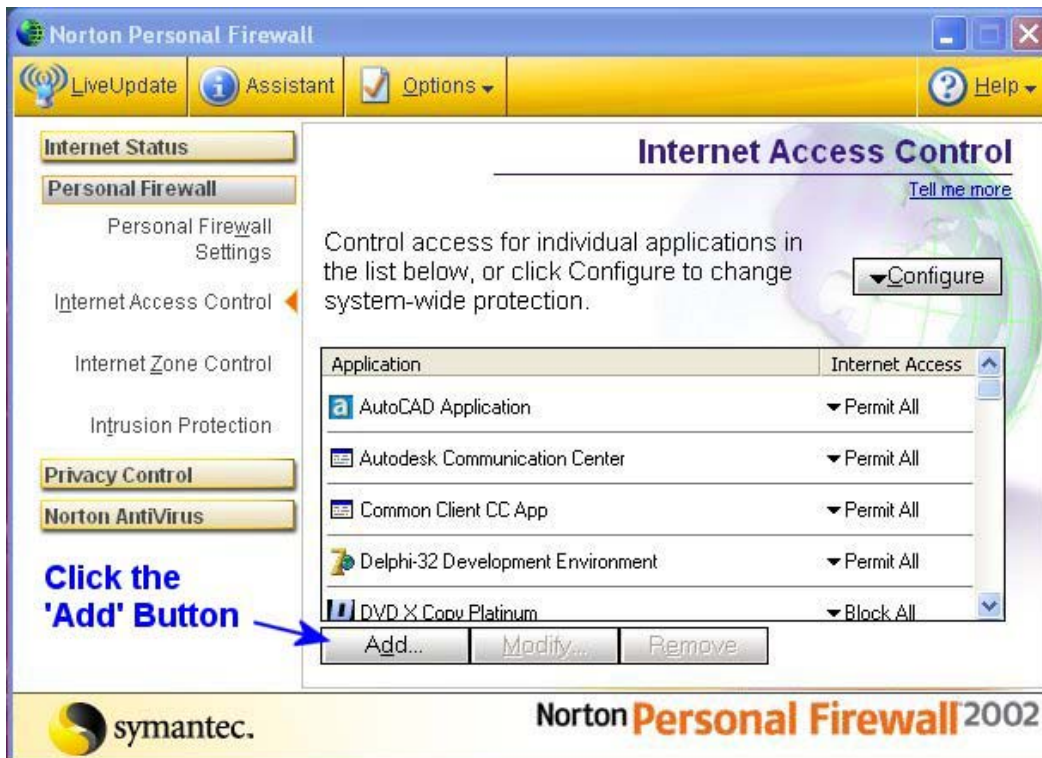 Norton Personal Firewall
LiveUpdate
Assistant
Options
Help
Internet Status
Personal Firewall
Personal Firewall
Settings
Internet Access Control
Internet Zone Control
Intrusion Protection
Privacy Control
Norton AntiVirus
Click the
'Add' Button
Internet Access Control
Tell me more
Control access for individual applications in
the list below, or click Configure to change
system-wide protection.
Configure
Application Internet Access
a AutoCAD Application Permit All
Autodesk Communication Center Permit All
Common Client CC App Permit All
Delphi-32 Development Environment Permit All
DVD X Copy Platinum Block All
Add... Modify... Remove
symantec.
Norton Personal Firewall 2002